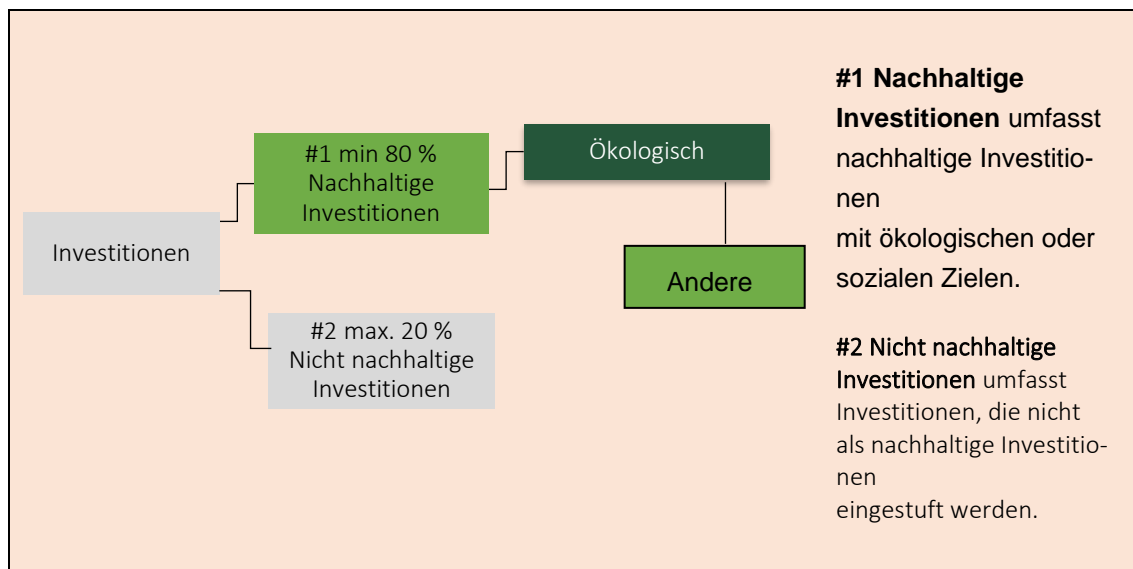 Investitionen
#1 min 80 %
Nachhaltige
Investitionen
#2 max. 20 %
Nicht nachhaltige
Investitionen
Ökologisch
Andere
#1 Nachhaltige
Investitionen umfasst
nachhaltige Investitio-
nen
mit ökologischen oder
sozialen Zielen.
#2 Nicht nachhaltige
Investitionen umfasst
Investitionen, die nicht
als nachhaltige Investitio-
nen
eingestuft werden.